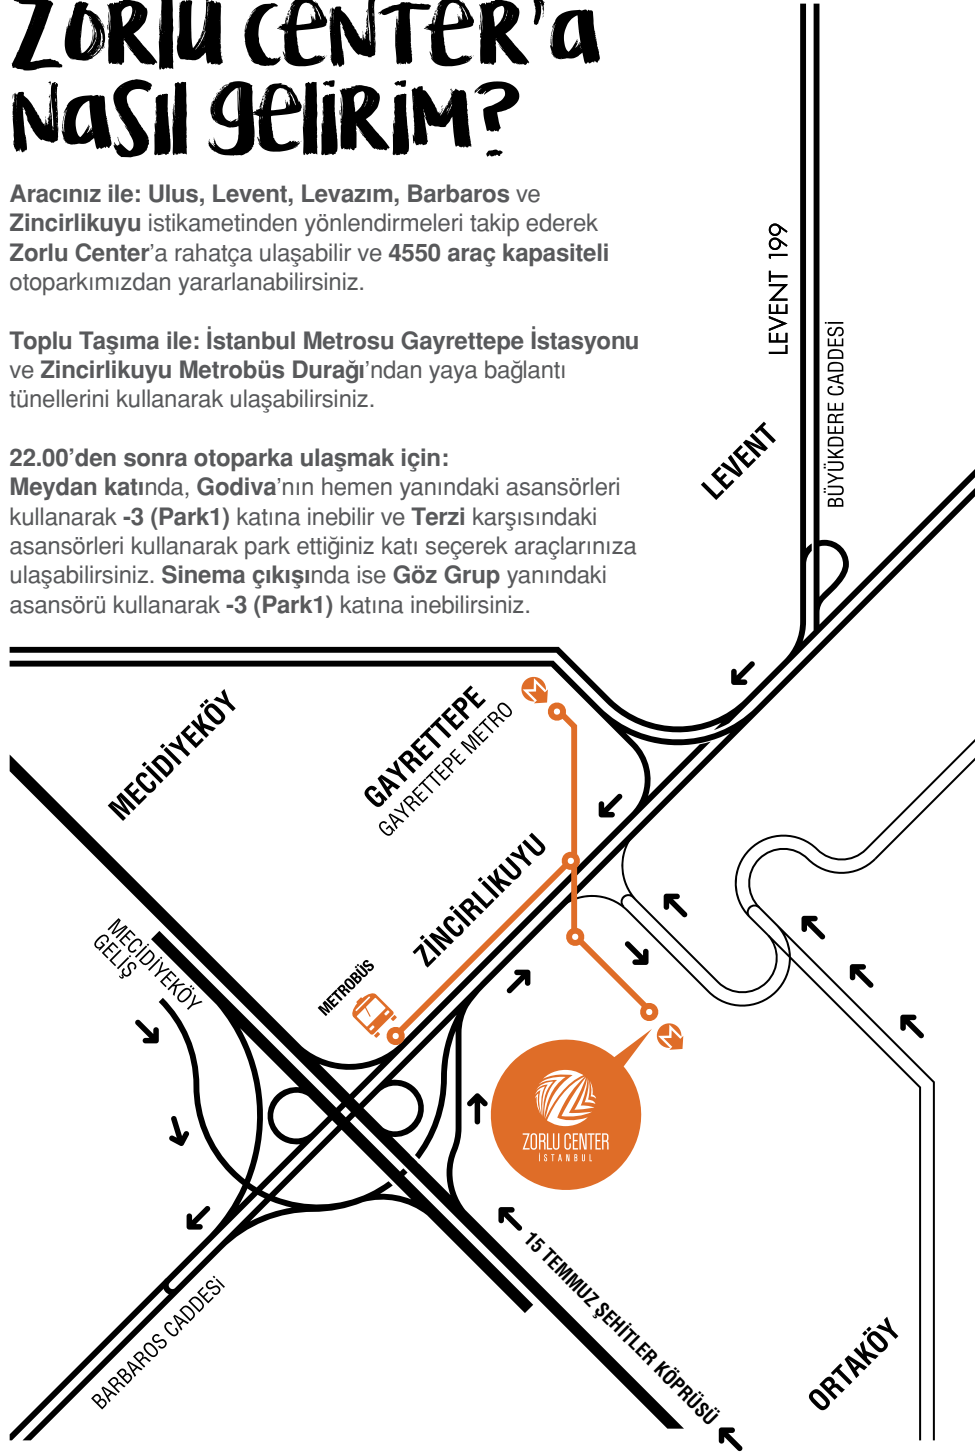 ZORLU CENTER'a
NASIL GELİRİM?
Aracınız ile: Ulus, Levent, Levazım, Barbaros ve
Zincirlikuyu istikametinden yönlendirmeleri takip ederek
Zorlu Center'a rahatça ulaşabilir ve 4550 araç kapasiteli
otoparkımızdan yararlanabilirsiniz.
Toplu Taşıma ile: İstanbul Metrosu Gayrettepe İstasyonu
ve Zincirlikuyu Metrobüs Durağı'ndan yaya bağlantı
tünellerini kullanarak ulaşabilirsiniz.
22.00'den sonra otoparka ulaşmak için:
Meydan katında, Godiva'nın hemen yanındaki asansörleri
kullanarak -3 (Park1) katına inebilir ve Terzi karşısındaki
asansörleri kullanarak park ettiğiniz katı seçerek araçlarınıza
ulaşabilirsiniz. Sinema çıkışında ise Göz Grup yanındaki
asansörü kullanarak -3 (Park1) katına inebilirsiniz.
LEVENT 199
BÜYÜKDERE CADDESİ
LEVENT
MECİDİYEKÖY
GAYRETTEPE
GAYRETTEPE METRO
M
ZİNCİRLİKUYU
MECİDİYEKÖY
GELİŞ
METROBÜS
M
ZORLU CENTER
İSTANBUL
15 TEMMUZ ŞEHİTLER KÖPRÜSÜ
BARBAROS CADDESİ
ORTAKÖY